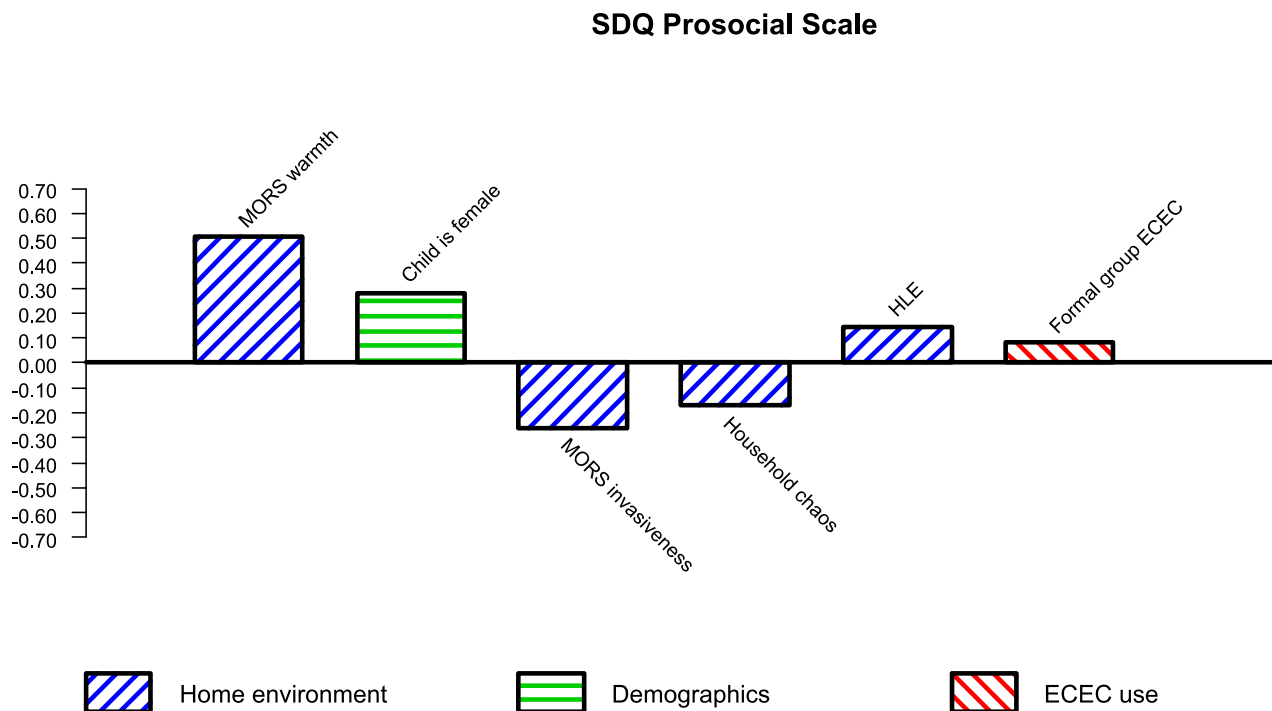 SDQ Prosocial Scale
MORS warmth
Child is female
HLE
Formal group ECEC
0.70
0.60
0.50
0.40
0.30
0.20
0.10
0.00
-0.10
-0.20
-0.30
-0.40
-0.50
-0.60
-0.70
MORS invasiveness
Household chaos
Home environment
Demographics
ECEC use